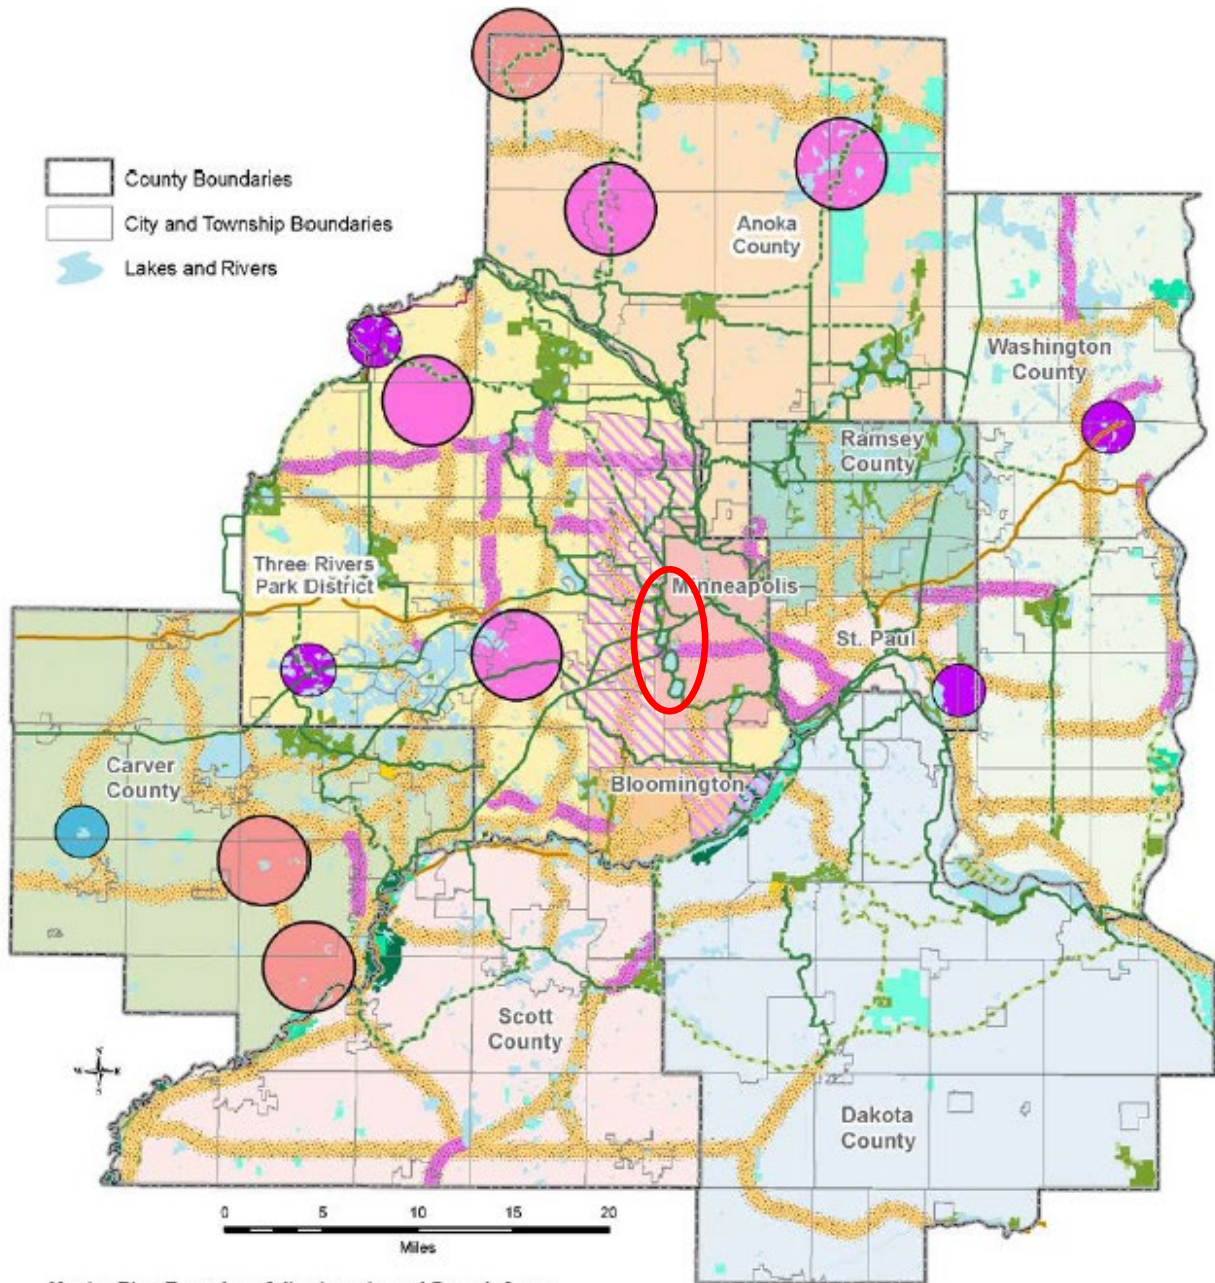 County Boundaries
City and Township Boundaries
Lakes and Rivers
Anoka
County
Washington
County
Ramsey
County
Three Rivers
Park District
Minneapolis
St. Paul
Carver
County
Bloomington
Scott
County
Dakota
County
0 5 10 15 20
Miles